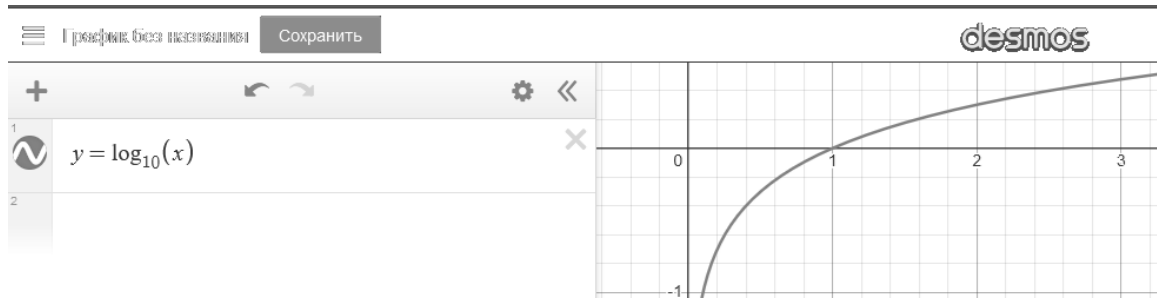 График без названия Сохранить desmos
1
y = log₁₀(x)
2
0 1 2 3
-1